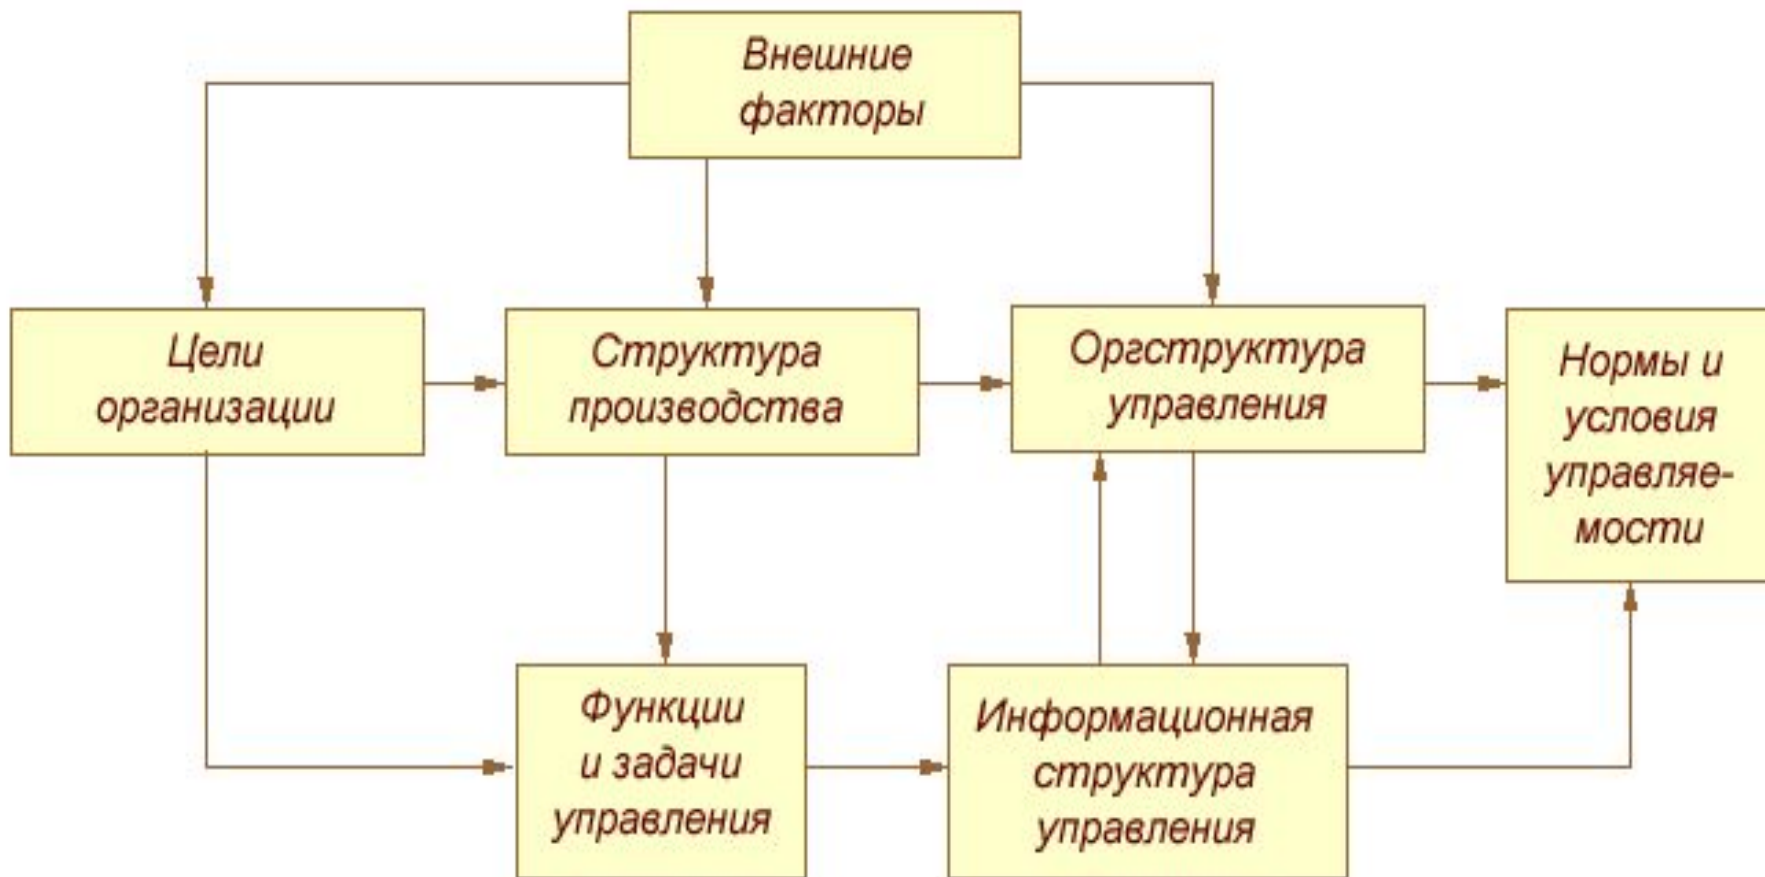 Внешние
факторы
Цели
организации
Структура
производства
Оргструктура
управления
Нормы и
условия
управляе-
мости
Функции
и задачи
управления
Информационная
структура
управления